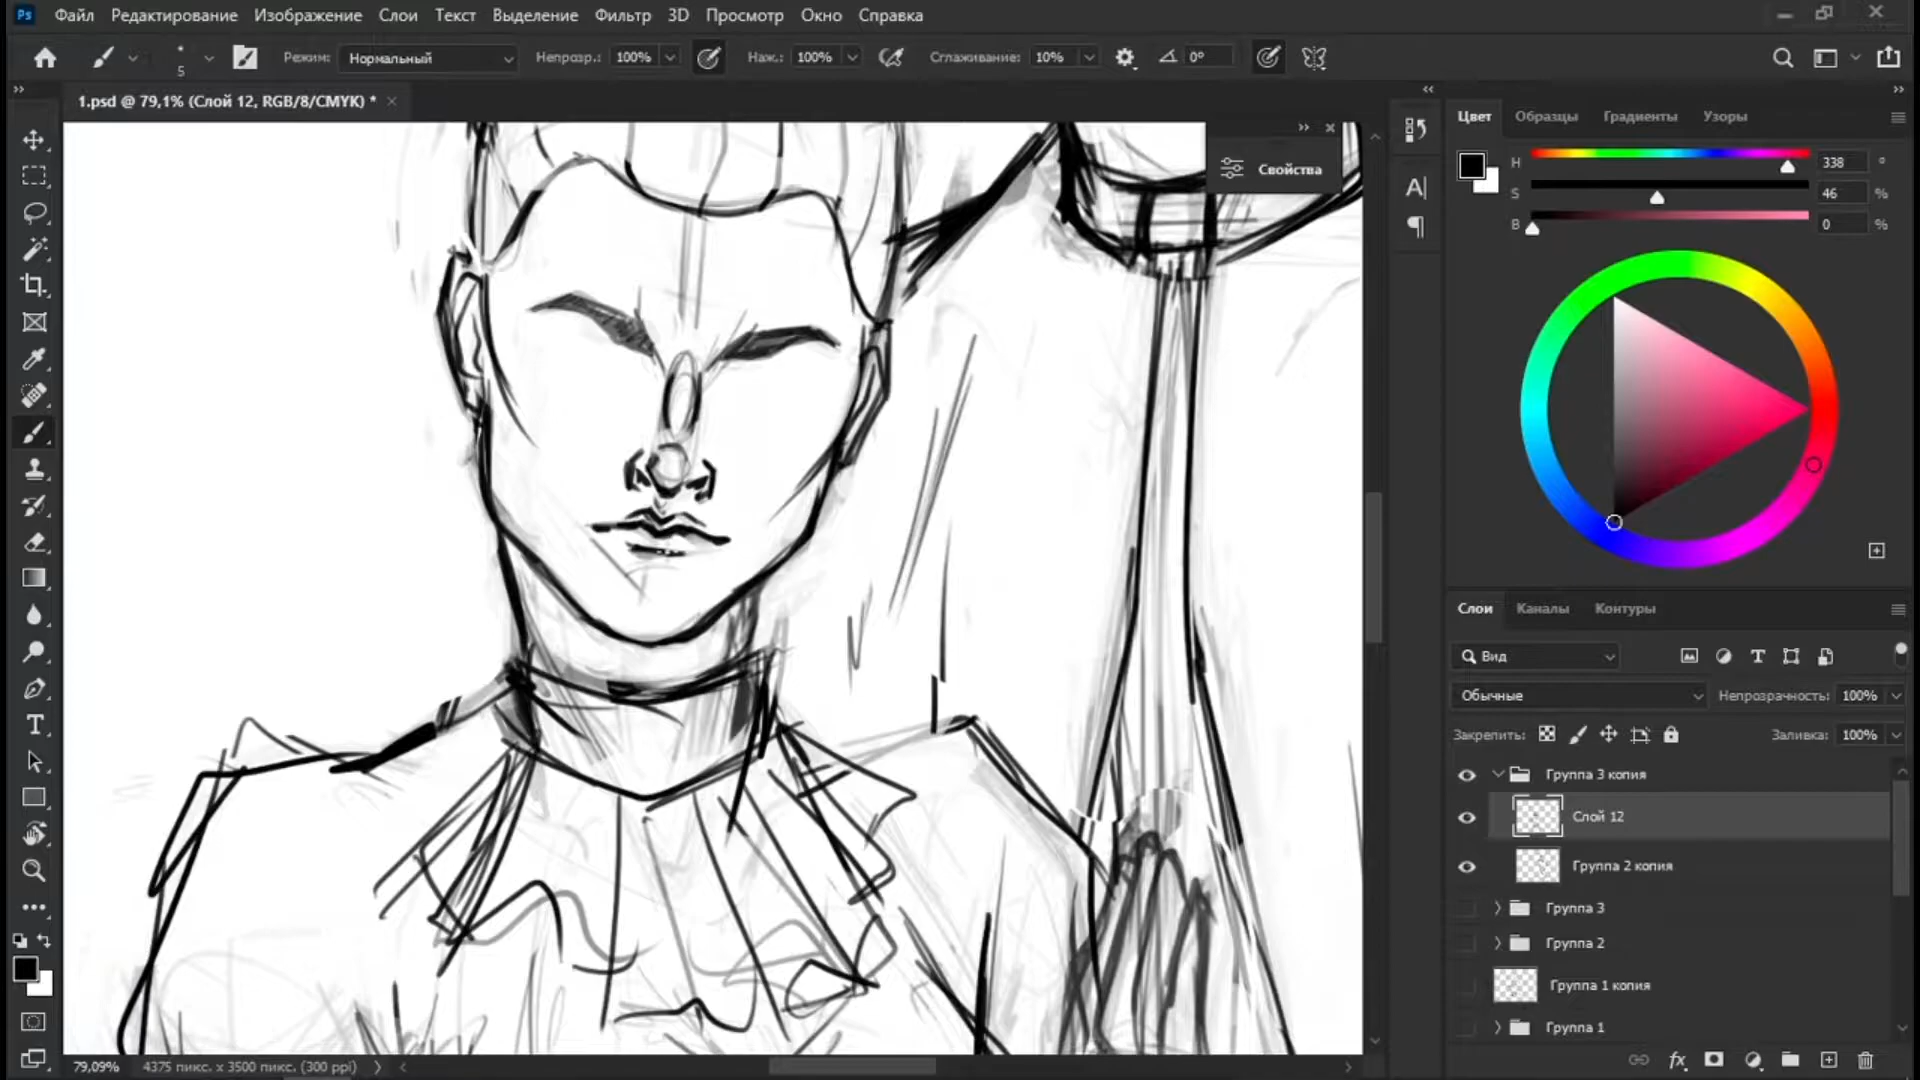 Ps Файл Редактирование Изображение Слои Текст Выделение Фильтр 3D Просмотр Окно Справка
5 Режим: Нормальный Непрозр.: 100% Наж.: 100% Сглаживание: 10% 0°
1.psd @ 79,1% (Слой 12, RGB/8/CMYK) *
Свойства
Цвет Образцы Градиенты Узоры
H 338 °
S 46 %
B 0 %
Слои Каналы Контуры
Вид
Обычные Непрозрачность: 100%
Закрепить: Заливка: 100%
Группа 3 копия
Слой 12
Группа 2 копия
Группа 3
Группа 2
Группа 1 копия
Группа 1
79,09% 4375 пикс. x 3500 пикс. (300 ppi)